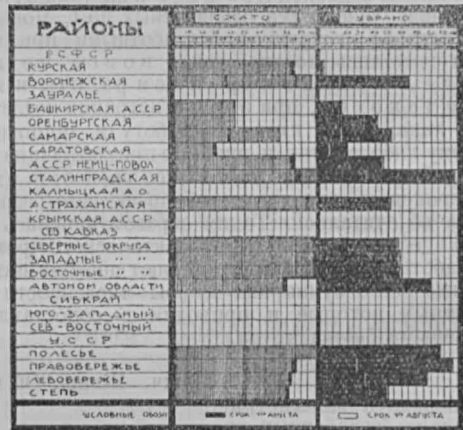 РАЙОНЫ
СЖАТО
УБРАНО
РСФСР
КУРСКАЯ
ВОРОНЕЖСКАЯ
ЗАУРАЛЬЕ
БАШКИРСКАЯ АССР
ОРЕНБУРГСКАЯ
САМАРСКАЯ
САРАТОВСКАЯ
АССР НЕМЦ-ПОВОЛ
СТАЛИНГРАДСКАЯ
КАЛМЫЦКАЯ А О
АСТРАХАНСКАЯ
КРЫМСКАЯ АССР
СЕВ КАВКАЗ
СЕВЕРНЫЕ ОКРУГА
ЗАПАДНЫЕ " "
ВОСТОЧНЫЕ " "
АВТОНОМ ОБЛАСТИ
СИБКРАЙ
ЮГО-ЗАПАДНЫЙ
СЕВ-ВОСТОЧНЫЙ
УССР
ПОЛЕСЬЕ
ПРАВОБЕРЕЖЬЕ
ЛЕВОБЕРЕЖЬЕ
СТЕПЬ
УСЛОВНЫЕ ОБОЗН СРОК АВГУСТА СРОК АВГУСТА